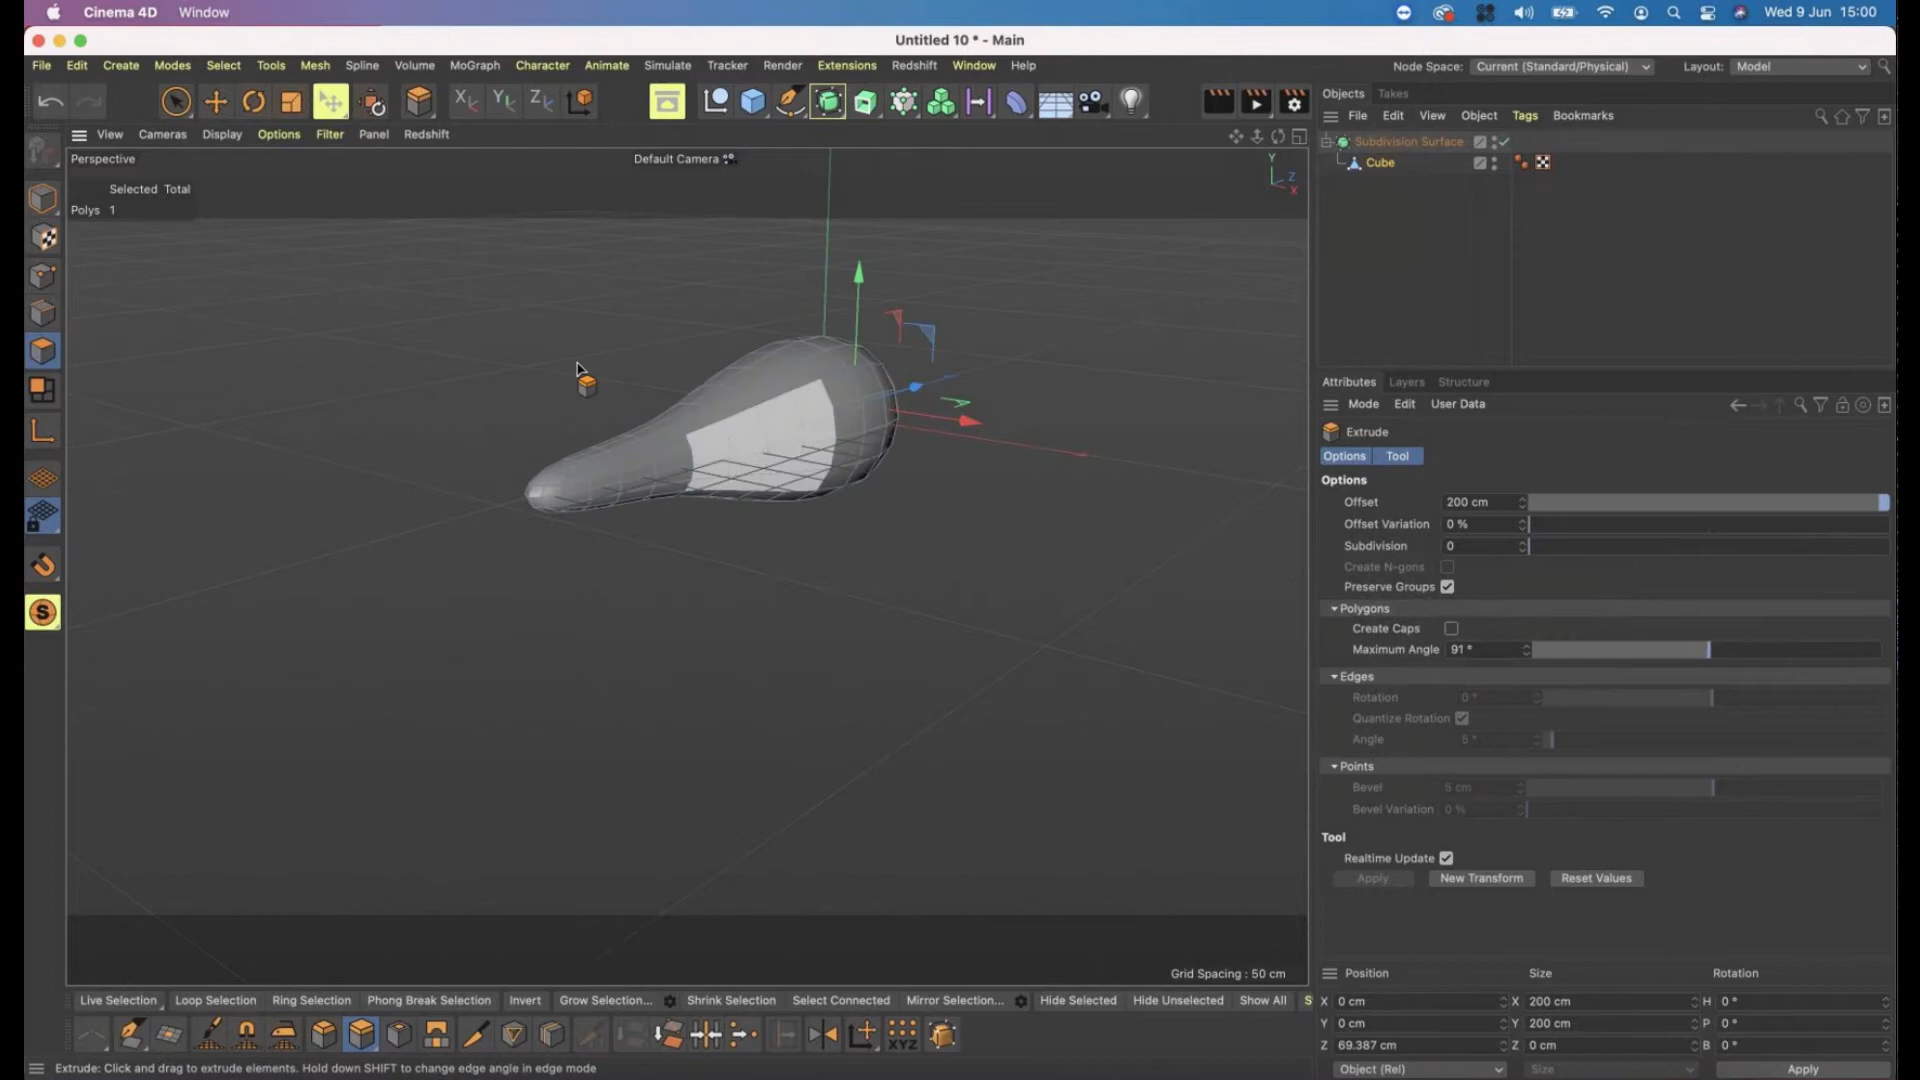 Cinema 4D Window Wed 9 Jun 15:00
Untitled 10 * - Main
File Edit Create Modes Select Tools Mesh Spline Volume MoGraph Character Animate Simulate Tracker Render Extensions Redshift Window Help Node Space: Current (Standard/Physical) Layout: Model
Objects Takes
File Edit View Object Tags Bookmarks
View Cameras Display Options Filter Panel Redshift
Subdivision Surface
Cube
Perspective Default Camera
Y
Z
X
Selected Total
Polys 1
Attributes Layers Structure
Mode Edit User Data
Extrude
Options Tool
Options
Offset 200 cm
Offset Variation 0 %
Subdivision 0
Create N-gons
Preserve Groups
Polygons
Create Caps
Maximum Angle 91 °
Edges
Rotation 0 °
Quantize Rotation
Angle 5 °
Points
Bevel 5 cm
Bevel Variation 0 %
Tool
Realtime Update
Apply New Transform Reset Values
Grid Spacing : 50 cm
Position Size Rotation
X 0 cm X 200 cm H 0 °
Y 0 cm Y 200 cm P 0 °
Z 69.387 cm Z 0 cm B 0 °
Object (Rel) Size Apply
Live Selection Loop Selection Ring Selection Phong Break Selection Invert Grow Selection... Shrink Selection Select Connected Mirror Selection... Hide Selected Hide Unselected Show All S
XYZ
Extrude: Click and drag to extrude elements. Hold down SHIFT to change edge angle in edge mode